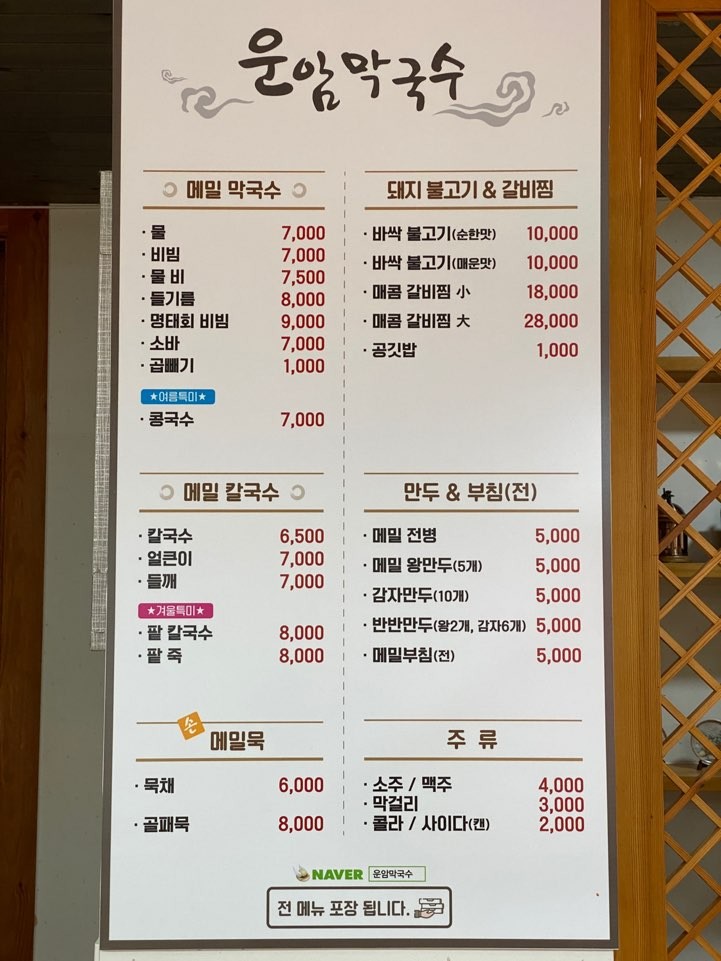 운암막국수
메밀 막국수
· 물 7,000
· 비빔 7,000
· 물 비 7,500
· 들기름 8,000
· 명태회 비빔 9,000
· 소바 7,000
· 곱빼기 1,000
★여름특미★
· 콩국수 7,000
메밀 칼국수
· 칼국수 6,500
· 얼큰이 7,000
· 들깨 7,000
★겨울특미★
· 팥 칼국수 8,000
· 팥 죽 8,000
손 메밀묵
· 묵채 6,000
· 골패묵 8,000
돼지 불고기 & 갈비찜
· 바싹 불고기(순한맛) 10,000
· 바싹 불고기(매운맛) 10,000
· 매콤 갈비찜 小 18,000
· 매콤 갈비찜 大 28,000
· 공깃밥 1,000
만두 & 부침(전)
· 메밀 전병 5,000
· 메밀 왕만두(5개) 5,000
· 감자만두(10개) 5,000
· 반반만두(왕2개, 감자6개) 5,000
· 메밀부침(전) 5,000
주 류
· 소주 / 맥주 4,000
· 막걸리 3,000
· 콜라 / 사이다(캔) 2,000
NAVER 운암막국수
전 메뉴 포장 됩니다.